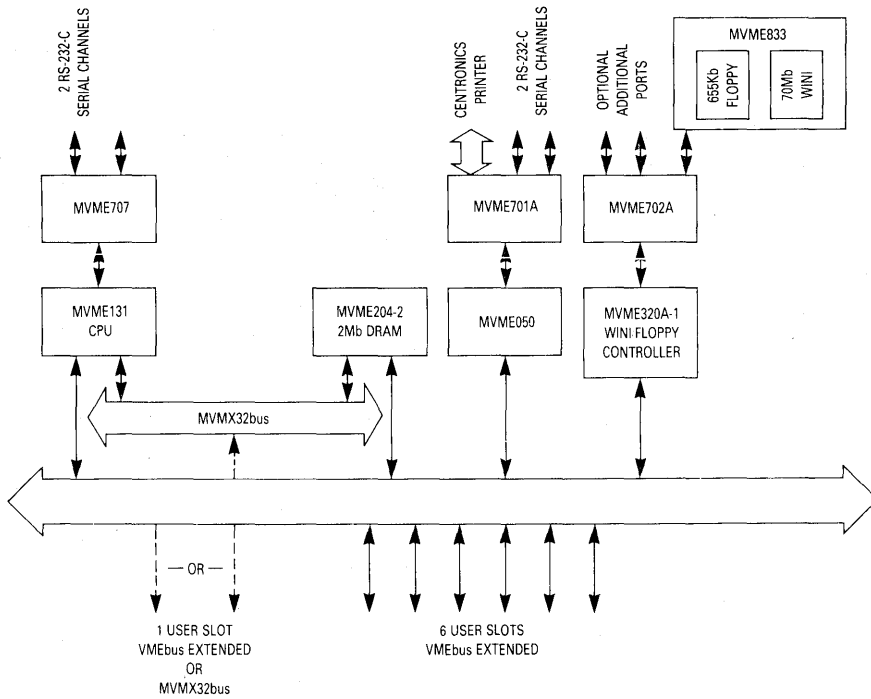 2 RS-232-C
SERIAL CHANNELS
CENTRONICS
PRINTER
2 RS-232-C
SERIAL CHANNELS
OPTIONAL
ADDITIONAL
PORTS
MVME833
655Kb
FLOPPY
70Mb
WINI
MVME707
MVME701A
MVME702A
MVME131
CPU
MVME204-2
2Mb DRAM
MVME050
MVME320A-1
WINI FLOPPY
CONTROLLER
MVMX32bus
— OR —
1 USER SLOT
VMEbus EXTENDED
OR
MVMX32bus
6 USER SLOTS
VMEbus EXTENDED